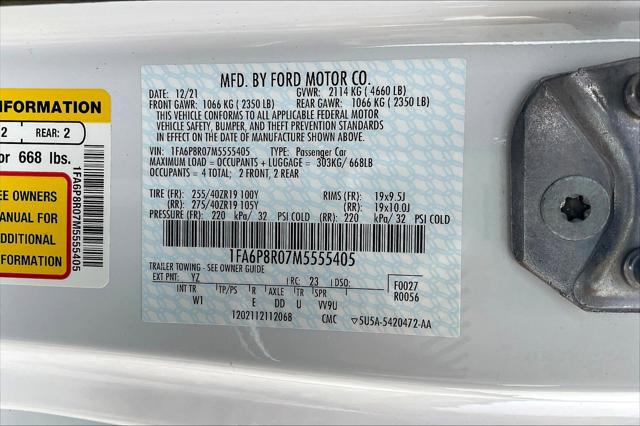 INFORMATION
2 REAR: 2
or 668 lbs.
EE OWNERS
ANUAL FOR
ADDITIONAL
FORMATION
1FA6P8R07M5555405
MFD. BY FORD MOTOR CO.
DATE: 12/21 GVWR: 2114 KG ( 4660 LB)
FRONT GAWR: 1066 KG ( 2350 LB) REAR GAWR: 1066 KG ( 2350 LB)
THIS VEHICLE CONFORMS TO ALL APPLICABLE FEDERAL MOTOR
VEHICLE SAFETY, BUMPER, AND THEFT PREVENTION STANDARDS
IN EFFECT ON THE DATE OF MANUFACTURE SHOWN ABOVE.
VIN: 1FA6P8R07M5555405 TYPE: Passenger Car
MAXIMUM LOAD = OCCUPANTS + LUGGAGE = 303KG/ 668LB
OCCUPANTS = 4 TOTAL; 2 FRONT, 2 REAR
TIRE (FR): 255/40ZR19 100Y RIMS (FR): 19x9.5J
(RR): 275/40ZR19 105Y (RR): 19x10.0J
PRESSURE (FR): 220 kPa/ 32 PSI COLD (RR): 220 kPa/ 32 PSI COLD
1FA6P8R07M5555405
TRAILER TOWING - SEE OWNER GUIDE
EXT PNT: YZ RC: 23 DSO: F0027
INT TR TP/PS R AXLE TR SPR R0056
W1 E DD U VV9U
1202112112068 CMC ▽5U5A-5420472-AA